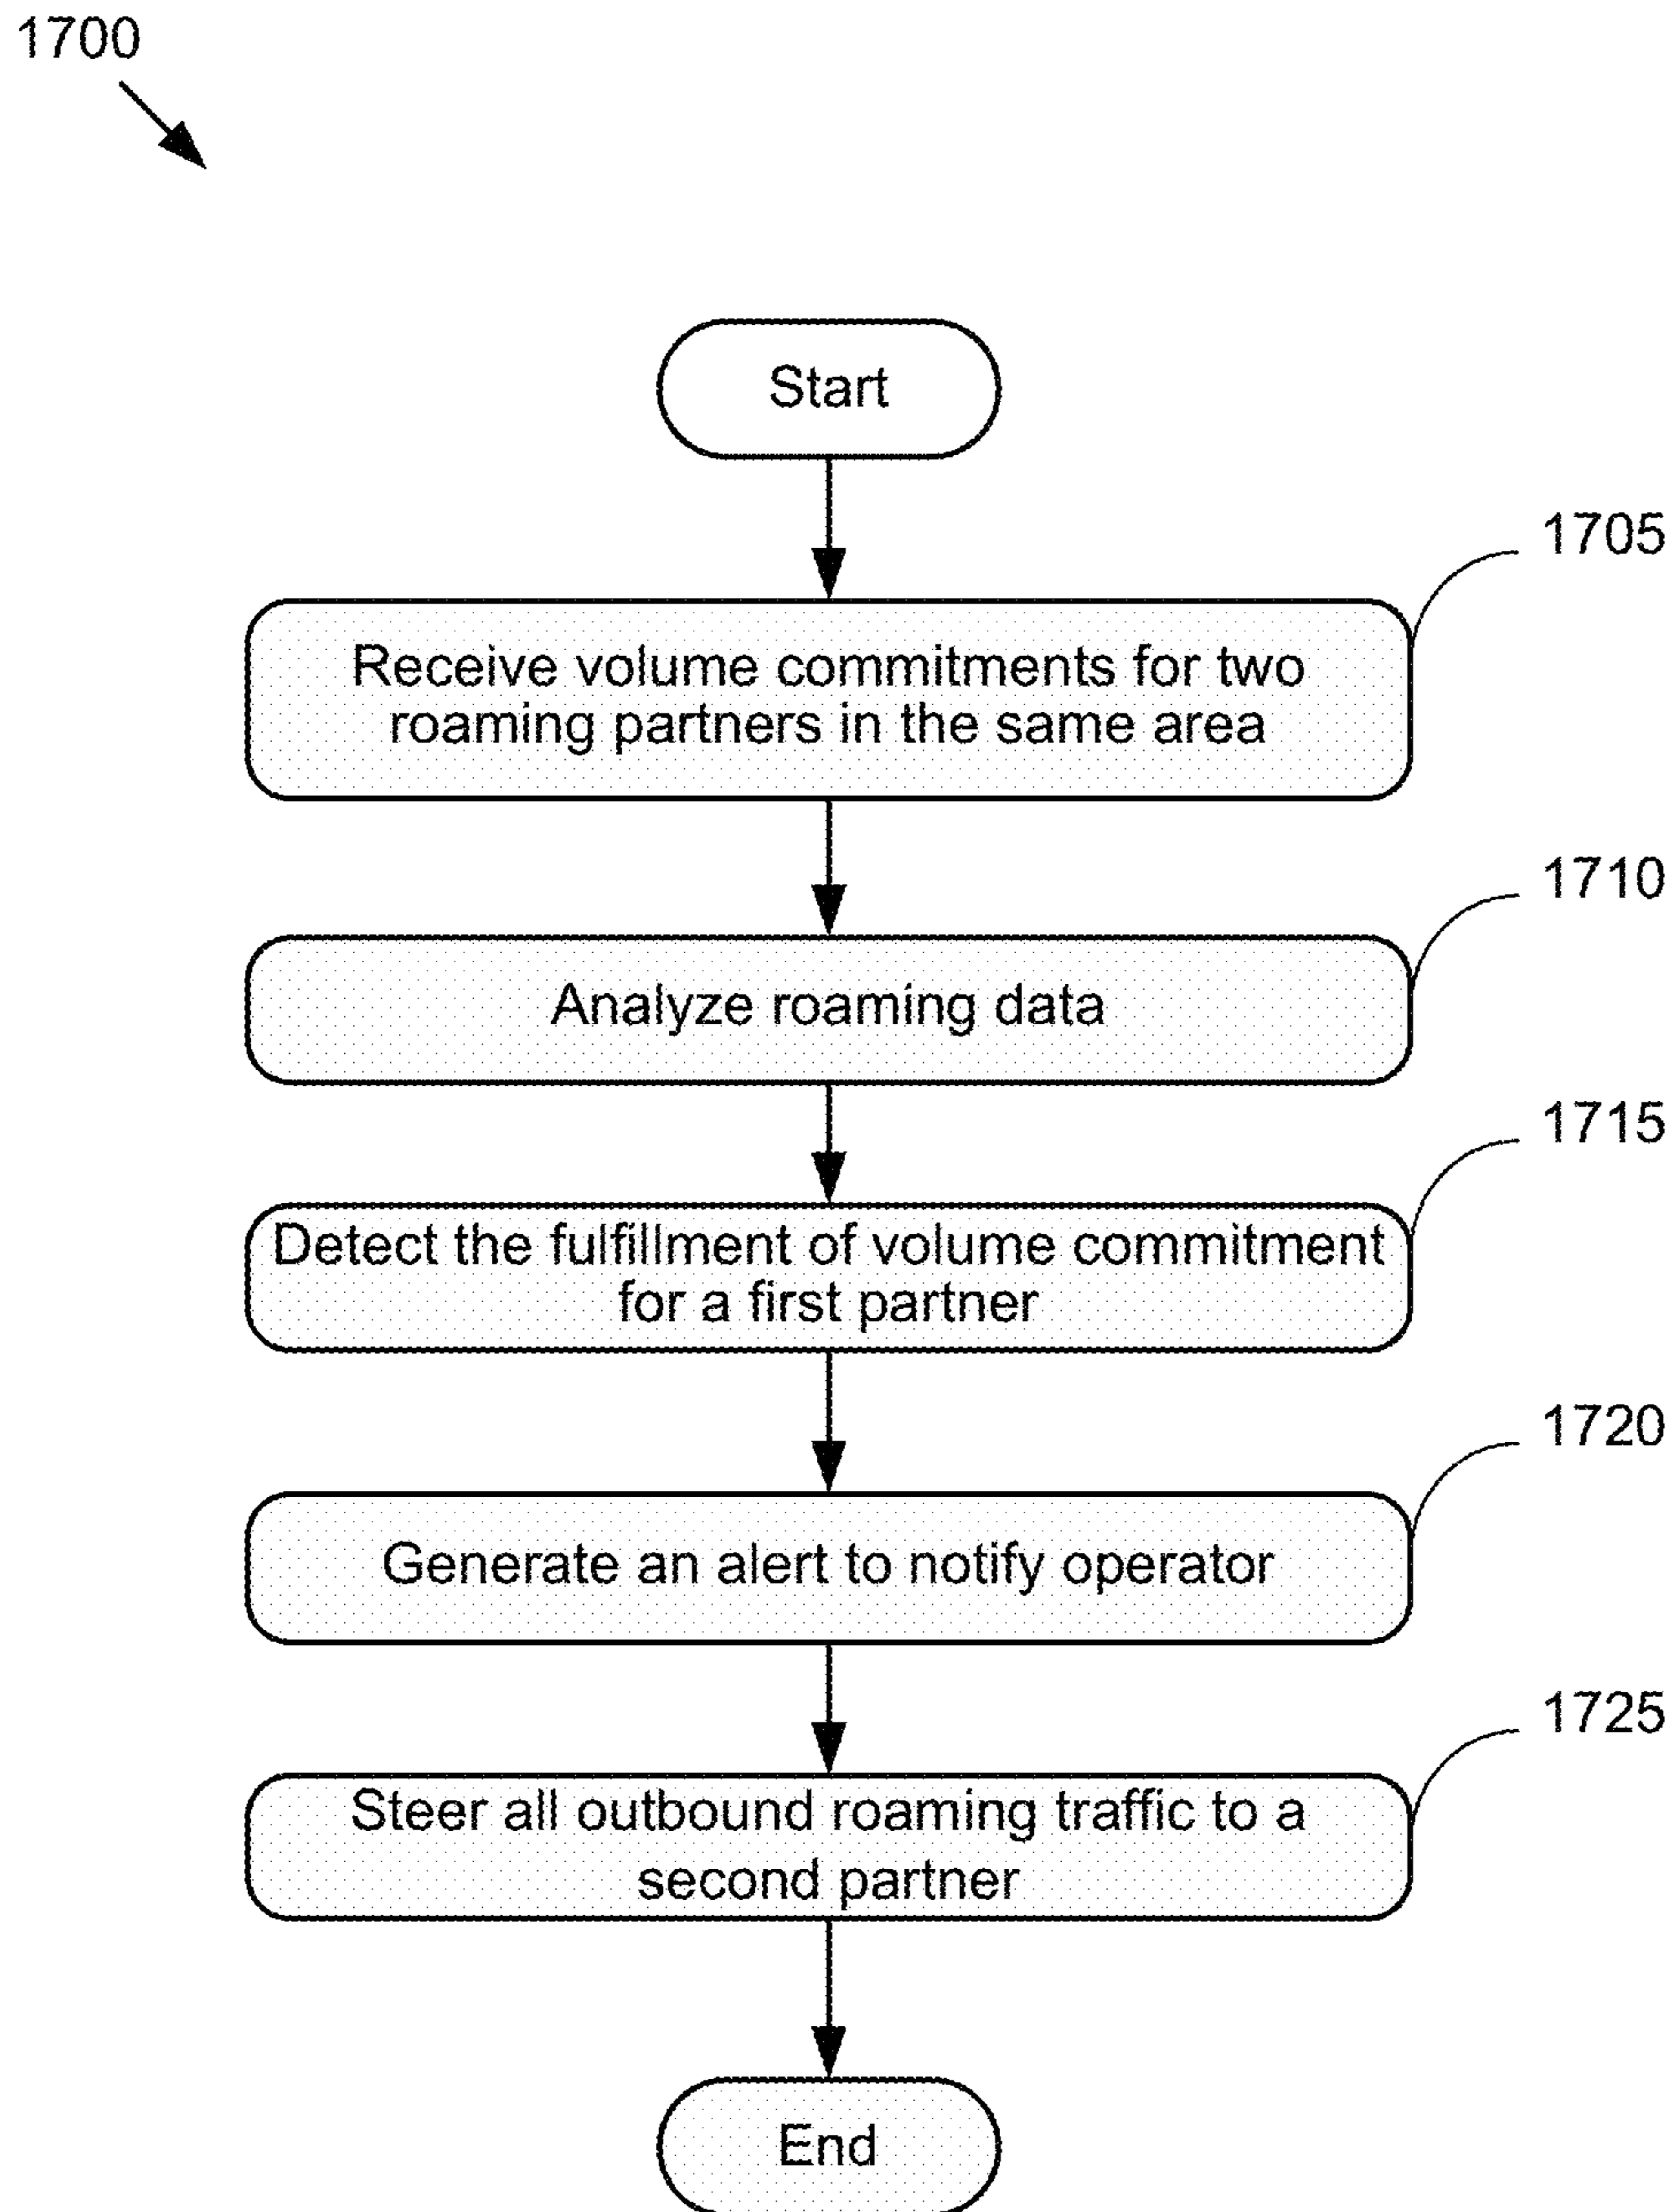 1700
Start
1705
Receive volume commitments for two
roaming partners in the same area
1710
Analyze roaming data
1715
Detect the fulfillment of volume commitment
for a first partner
1720
Generate an alert to notify operator
1725
Steer all outbound roaming traffic to a
second partner
End